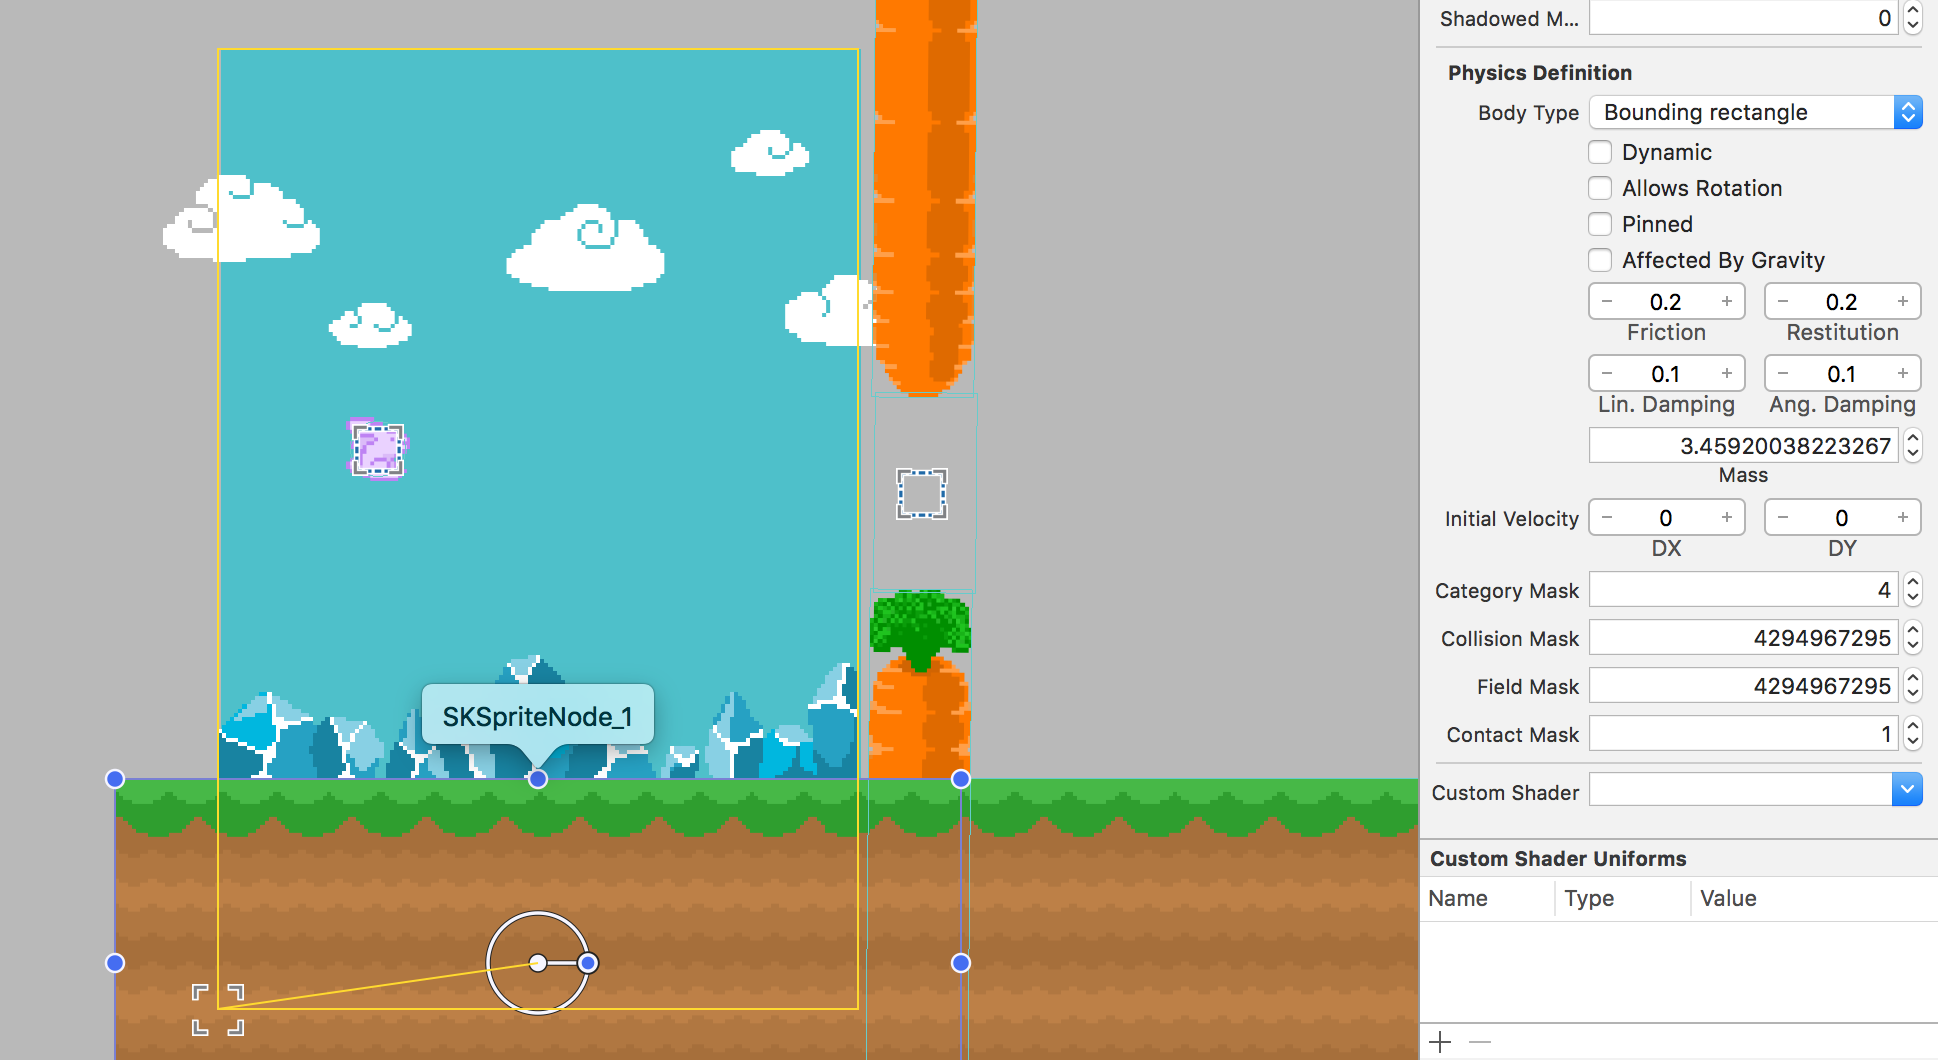 Shadowed M...
0
Physics Definition
Body Type
Bounding rectangle
Dynamic
Allows Rotation
Pinned
Affected By Gravity
− 0.2 + − 0.2 +
Friction Restitution
− 0.1 + − 0.1 +
Lin. Damping Ang. Damping
3.45920038223267
Mass
Initial Velocity − 0 + − 0 +
DX DY
Category Mask 4
Collision Mask 4294967295
Field Mask 4294967295
SKSpriteNode_1
Contact Mask 1
Custom Shader
Custom Shader Uniforms
Name Type Value